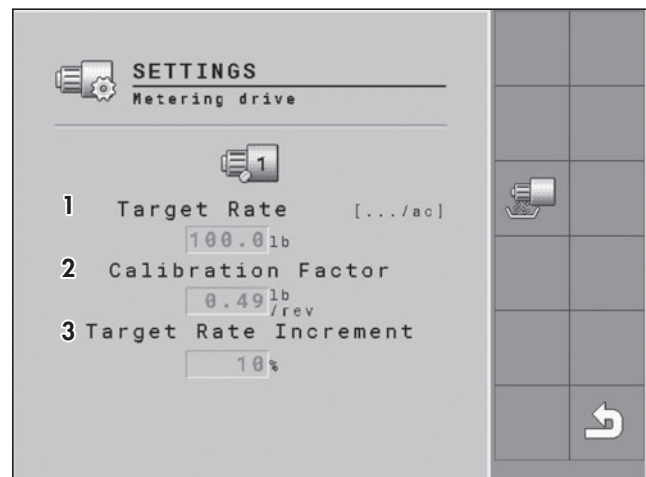 SETTINGS
Metering drive
1
1 Target Rate [.../ac]
100.0 lb
2 Calibration Factor
0.49 lb
/rev
3 Target Rate Increment
10 %